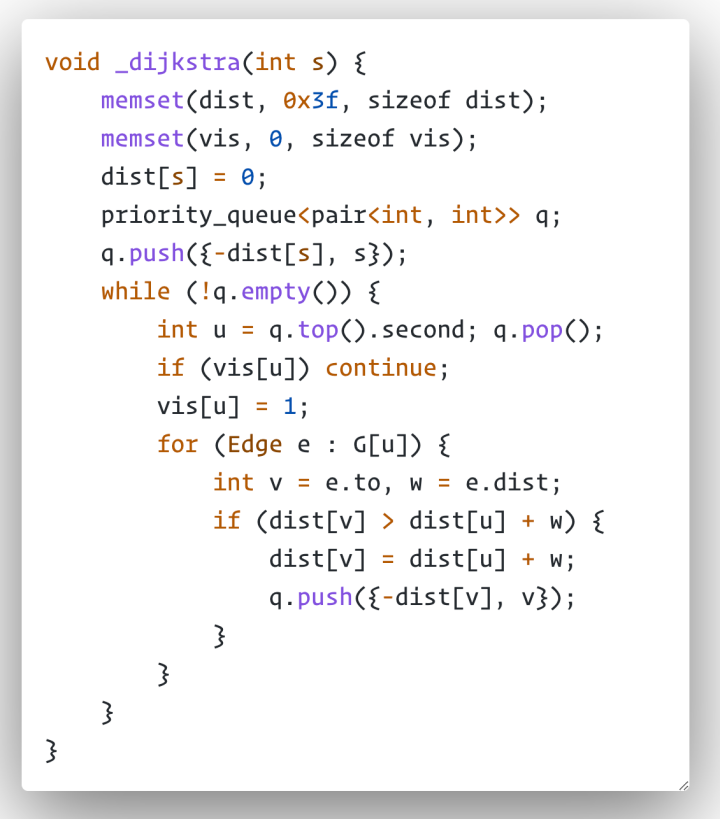 void _dijkstra(int s) {
    memset(dist, 0x3f, sizeof dist);
    memset(vis, 0, sizeof vis);
    dist[s] = 0;
    priority_queue<pair<int, int>> q;
    q.push({-dist[s], s});
    while (!q.empty()) {
        int u = q.top().second; q.pop();
        if (vis[u]) continue;
        vis[u] = 1;
        for (Edge e : G[u]) {
            int v = e.to, w = e.dist;
            if (dist[v] > dist[u] + w) {
                dist[v] = dist[u] + w;
                q.push({-dist[v], v});
            }
        }
    }
}